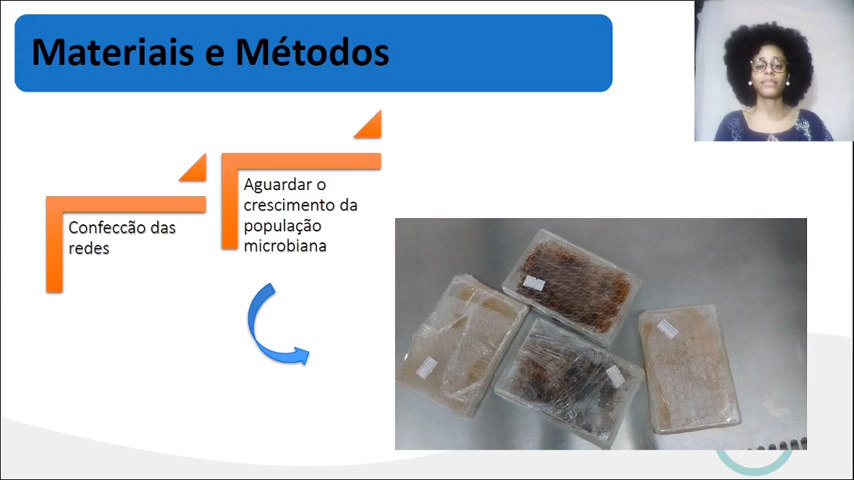 Materiais e Métodos
Confecção das
redes
Aguardar o
crescimento da
população
microbiana